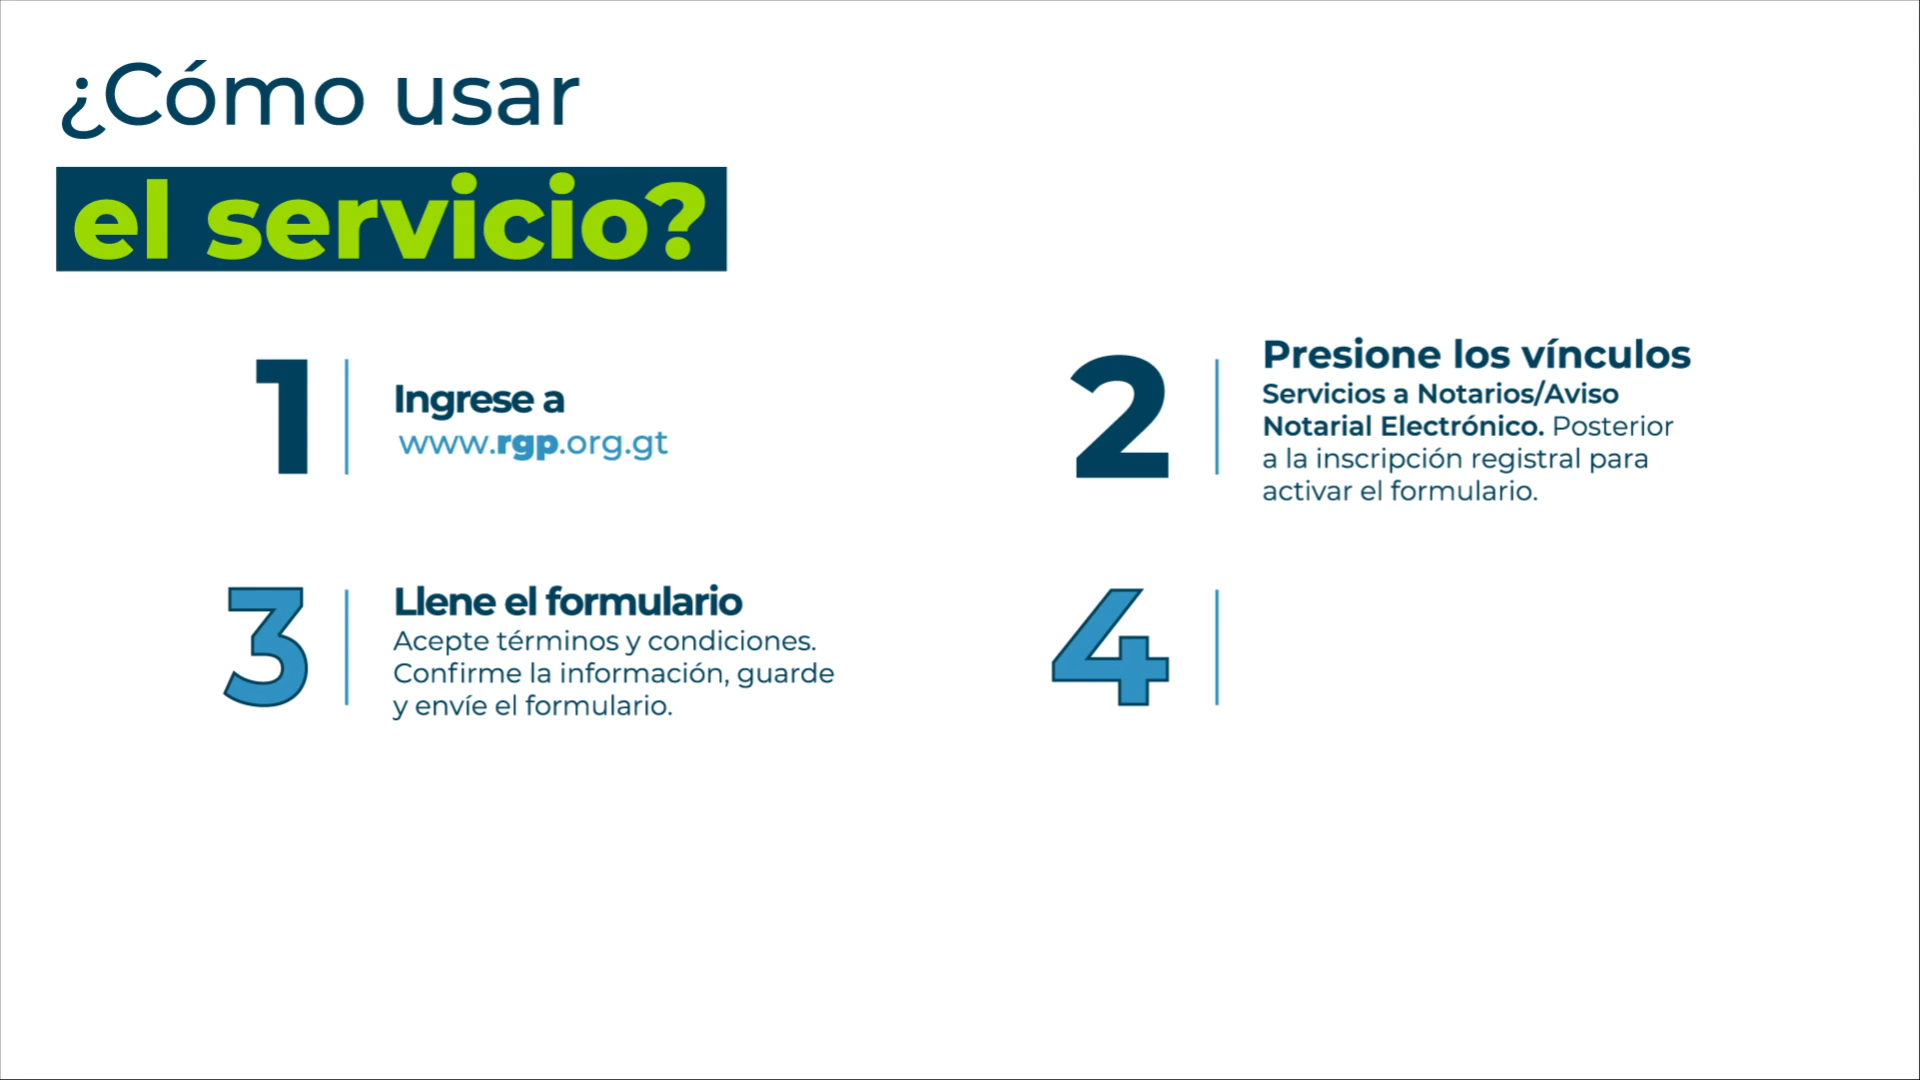 ¿Cómo usar
el servicio?
1
Ingrese a
www.rgp.org.gt
2
Presione los vínculos
Servicios a Notarios/Aviso
Notarial Electrónico. Posterior
a la inscripción registral para
activar el formulario.
3
Llene el formulario
Acepte términos y condiciones.
Confirme la información, guarde
y envíe el formulario.
4